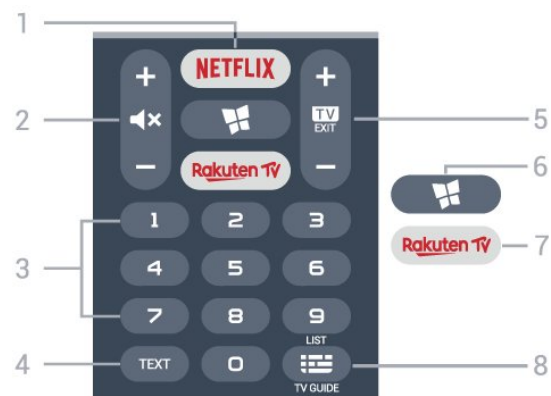 1
NETFLIX
+ +
2
TV
EXIT
5
− −
6
Rakuten TV
1 2 3
Rakuten TV 7
3
4 5 6
7 8 9
LIST
4 TEXT 0 8
TV GUIDE